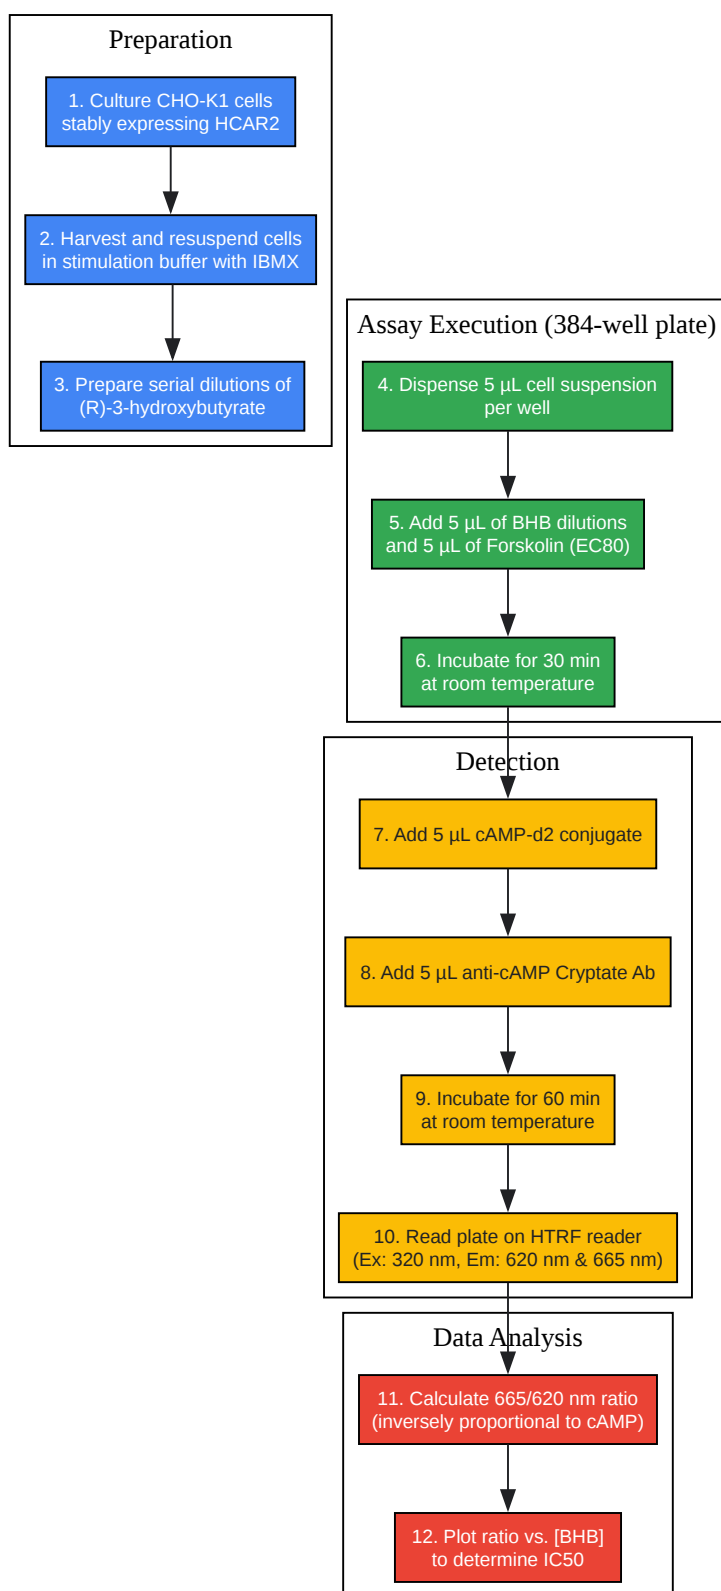 Preparation
1. Culture CHO-K1 cells
stably expressing HCAR2
2. Harvest and resuspend cells
in stimulation buffer with IBMX
3. Prepare serial dilutions of
(R)-3-hydroxybutyrate
Assay Execution (384-well plate)
4. Dispense 5 µL cell suspension
per well
5. Add 5 µL of BHB dilutions
and 5 µL of Forskolin (EC80)
6. Incubate for 30 min
at room temperature
Detection
7. Add 5 µL cAMP-d2 conjugate
8. Add 5 µL anti-cAMP Cryptate Ab
9. Incubate for 60 min
at room temperature
10. Read plate on HTRF reader
(Ex: 320 nm, Em: 620 nm & 665 nm)
Data Analysis
11. Calculate 665/620 nm ratio
(inversely proportional to cAMP)
12. Plot ratio vs. [BHB]
to determine IC50